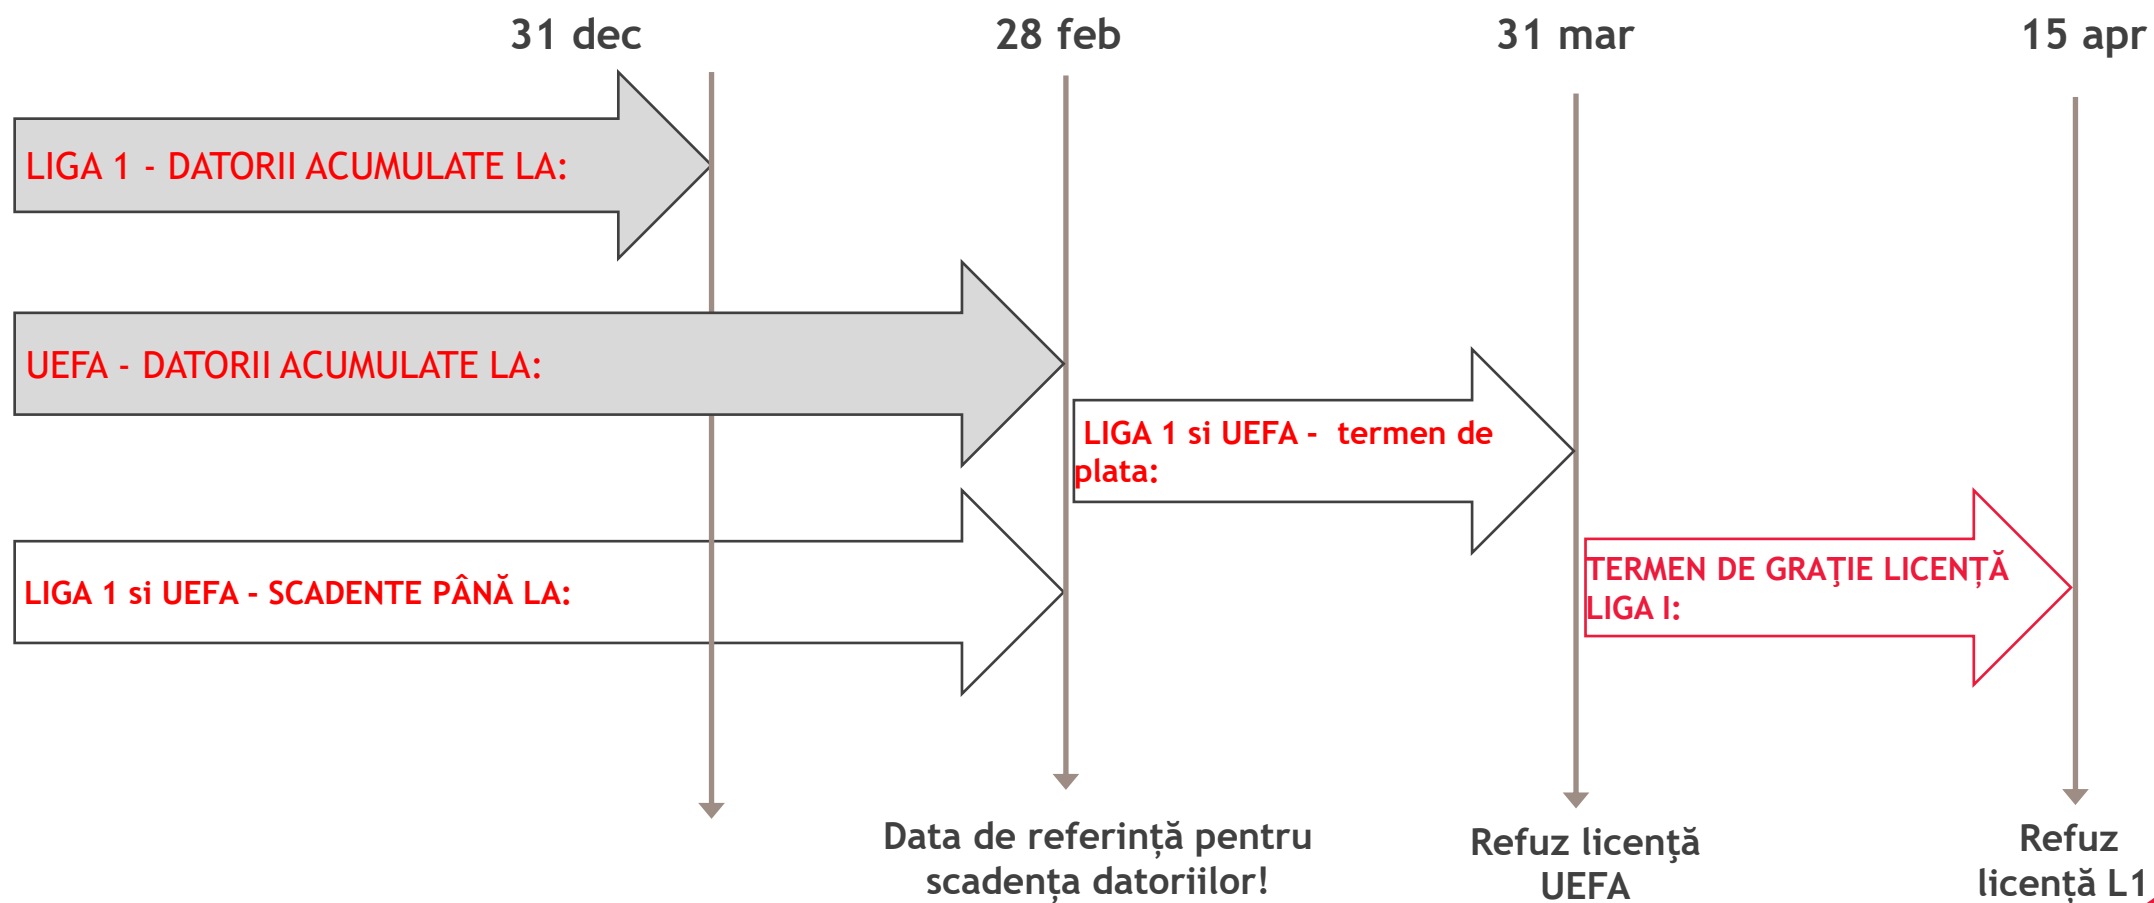 31 dec
28 feb
31 mar
15 apr
LIGA 1 - DATORII ACUMULATE LA:
UEFA - DATORII ACUMULATE LA:
LIGA 1 si UEFA - termen de
plata:
LIGA 1 si UEFA - SCADENTE PÂNĂ LA:
TERMEN DE GRAŢIE LICENȚĂ
LIGA I:
Data de referință pentru
scadența datoriilor!
Refuz licenţă
UEFA
Refuz
licență L1